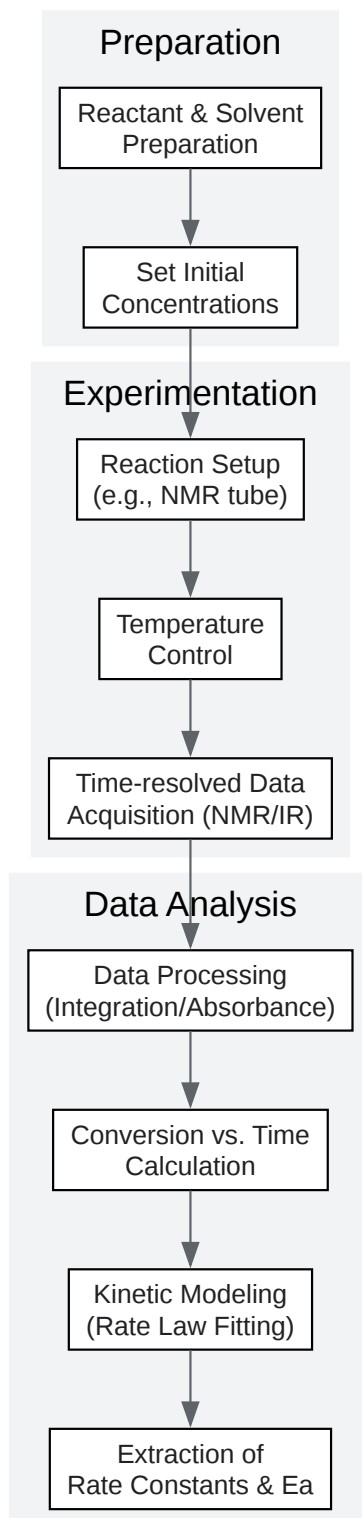 Preparation
Reactant & Solvent
Preparation
Set Initial
Concentrations
Experimentation
Reaction Setup
(e.g., NMR tube)
Temperature
Control
Time-resolved Data
Acquisition (NMR/IR)
Data Analysis
Data Processing
(Integration/Absorbance)
Conversion vs. Time
Calculation
Kinetic Modeling
(Rate Law Fitting)
Extraction of
Rate Constants & Ea